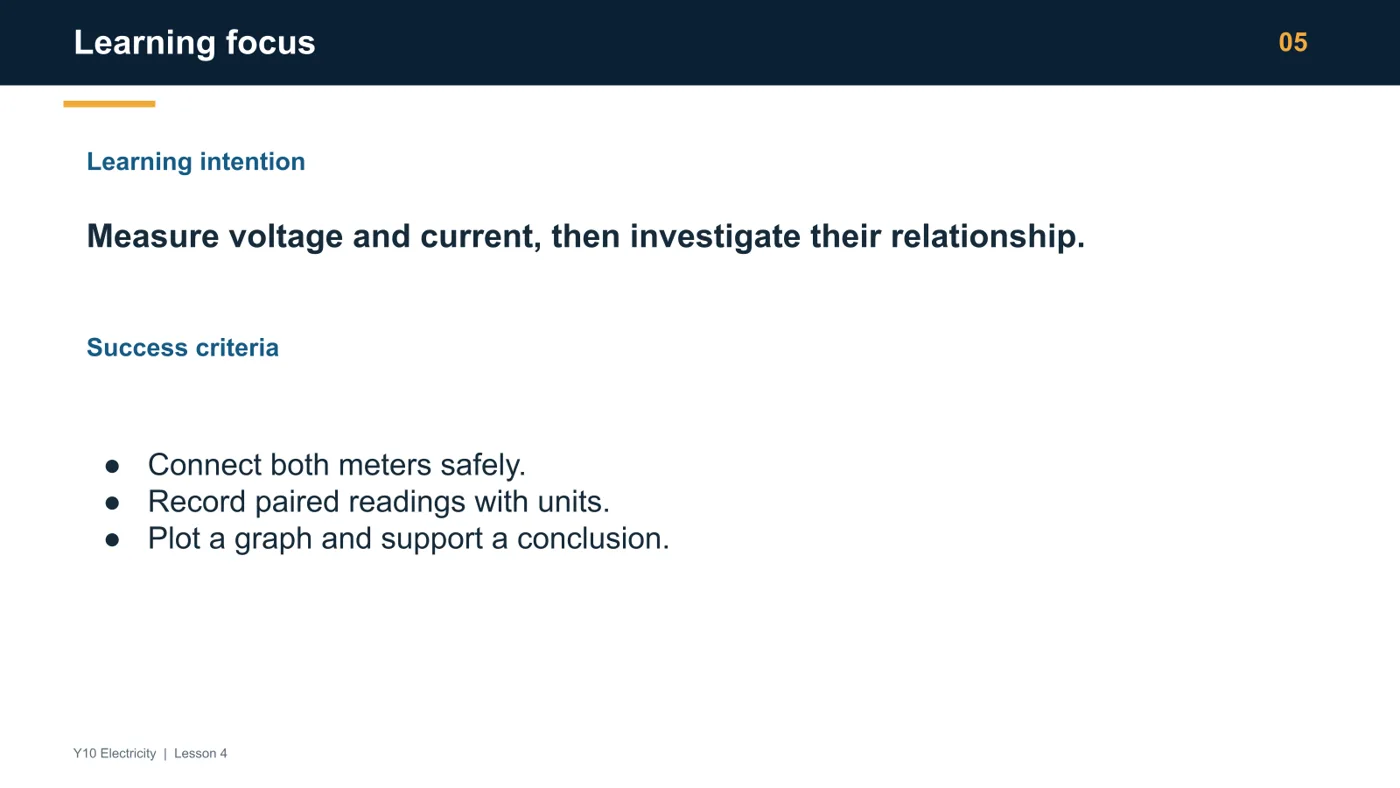 Learning focus
05
Learning intention
Measure voltage and current, then investigate their relationship.
Success criteria
● Connect both meters safely.
● Record paired readings with units.
● Plot a graph and support a conclusion.
Y10 Electricity | Lesson 4